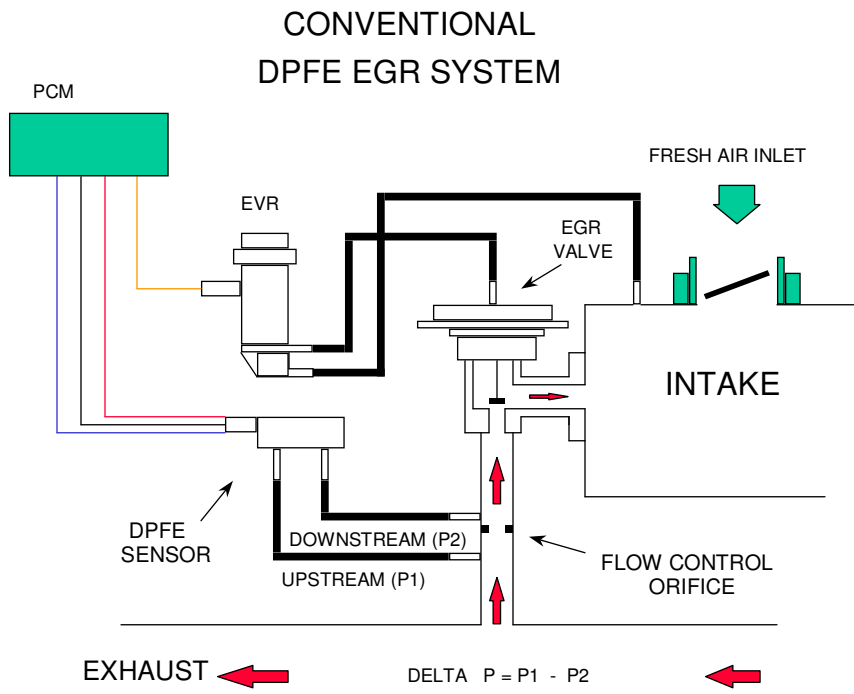 CONVENTIONAL
DPFE EGR SYSTEM
PCM
FRESH AIR INLET
EVR
EGR
VALVE
INTAKE
DPFE
SENSOR
DOWNSTREAM (P2)
UPSTREAM (P1)
FLOW CONTROL
ORIFICE
EXHAUST
DELTA P = P1 - P2